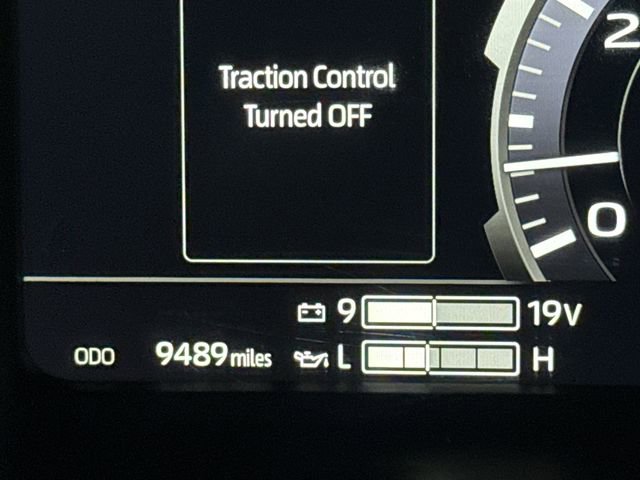 Traction Control
Turned OFF
2
0
9 19V
ODO 9489 miles L H